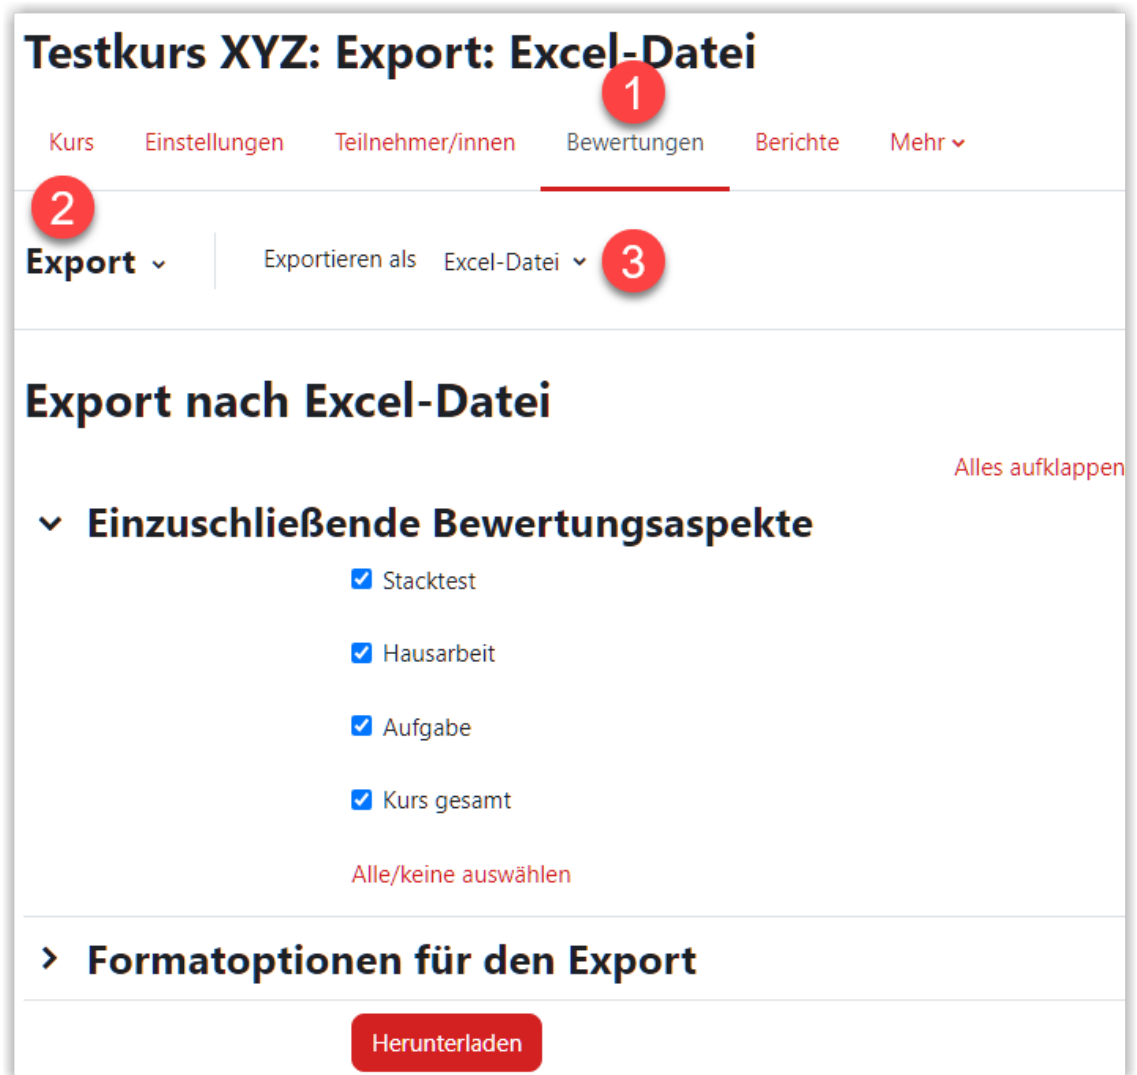 Testkurs XYZ: Export: Excel-Datei
1
Kurs Einstellungen Teilnehmer/innen Bewertungen Berichte Mehr
2
Export Exportieren als Excel-Datei 3
Export nach Excel-Datei
Alles aufklappen
Einzuschließende Bewertungsaspekte
Stacktest
Hausarbeit
Aufgabe
Kurs gesamt
Alle/keine auswählen
Formatoptionen für den Export
Herunterladen